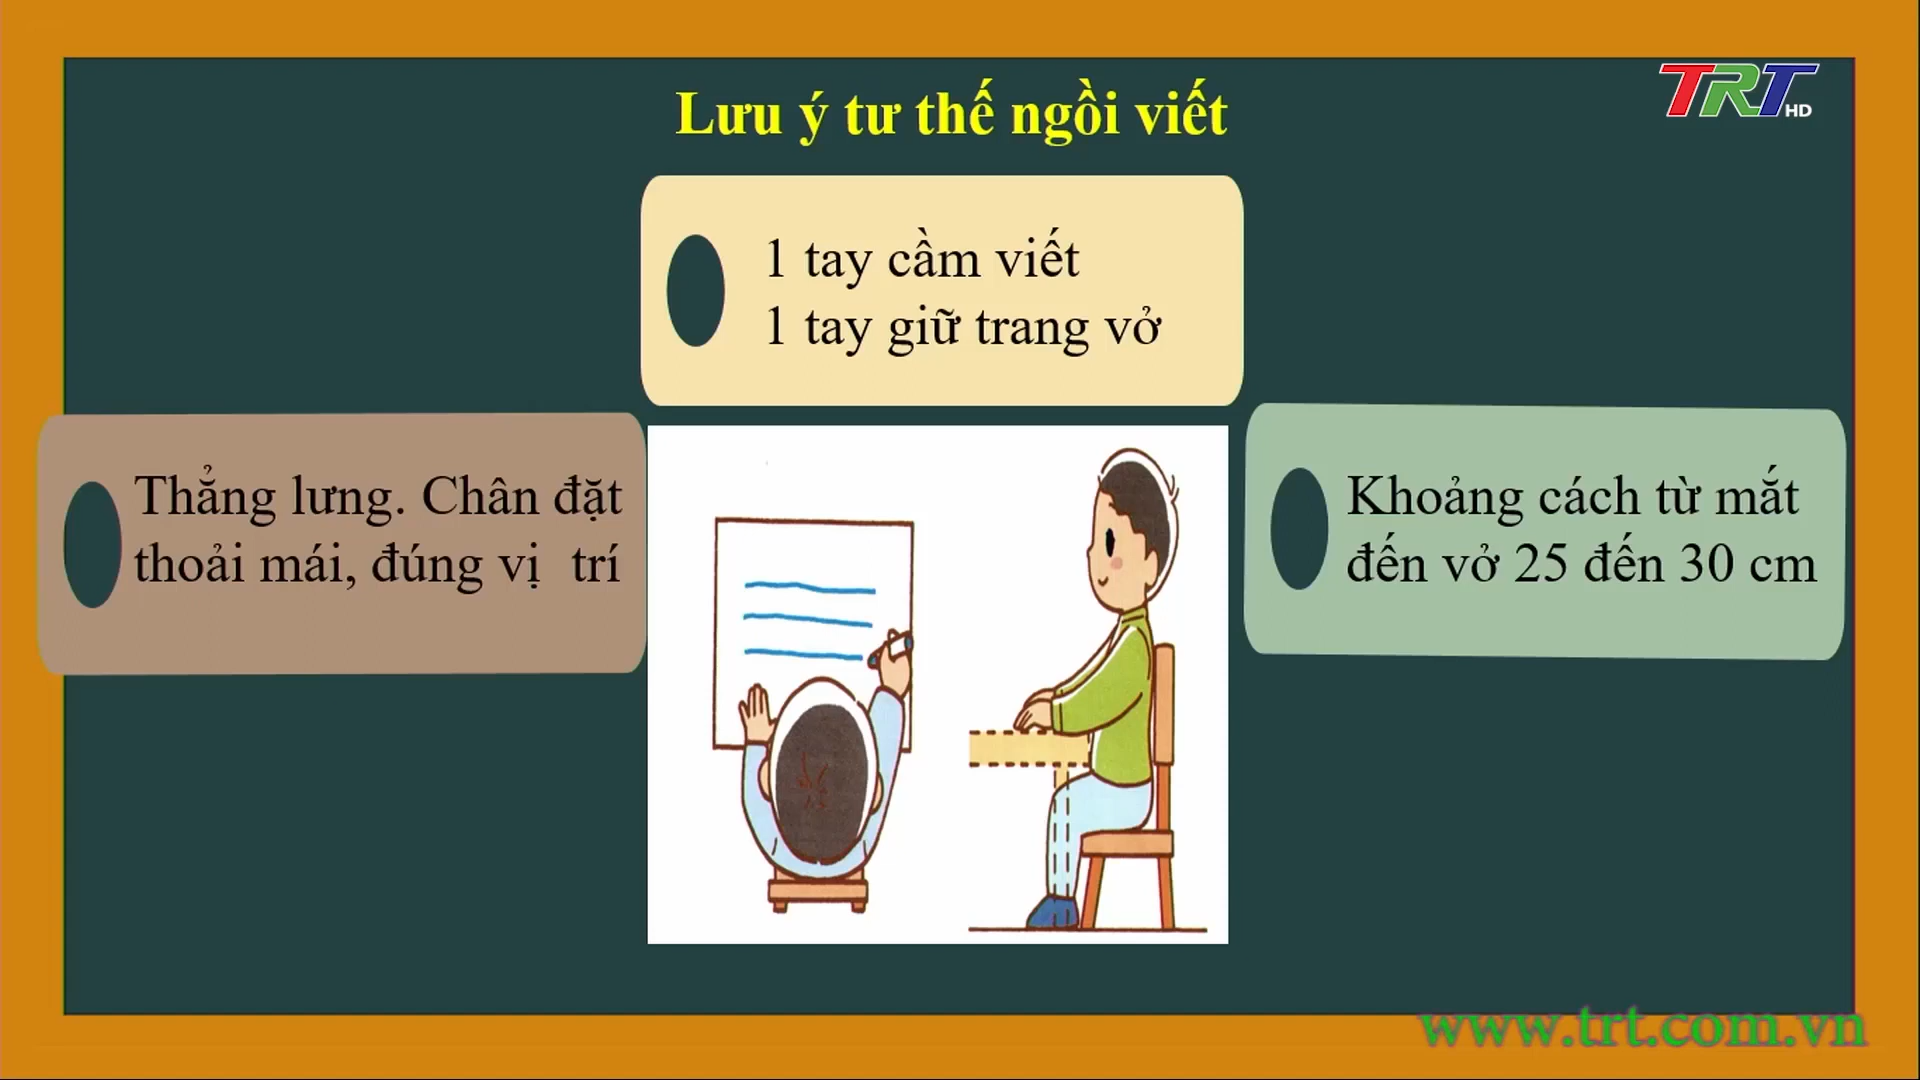 TRT HD
Lưu ý tư thế ngồi viết
1 tay cầm viết
1 tay giữ trang vở
Thẳng lưng. Chân đặt
thoải mái, đúng vị trí
Khoảng cách từ mắt
đến vở 25 đến 30 cm
www.trt.com.vn